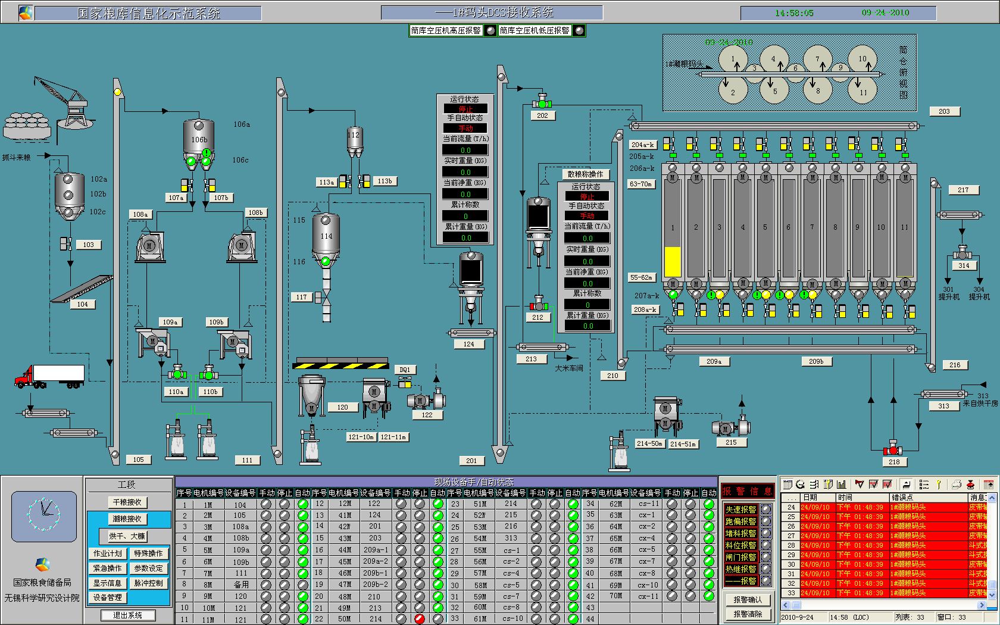 国家粮库信息化示范系统
——1#码头DCS接收系统
14:58:05 09-24-2010
筒库空压机高压报警 筒库空压机低压报警
09-24-2010
1#潮粮码头
1 4 7 10
3 6 9
2 5 8 11
筒仓俯视图
抓斗来粮
102a
102b
102c
103
104
105
106a
106b
106c
107a 107b
108a 108b
109a 109b
110a 110b
111
112
113a 113b
115
114
116
117
运行状态
停止
手自动状态
手动
当前流量(T/h)
0.0
实时重量(KG)
0.0
当前净重(KG)
0.0
累计称数
0
累计重量(KG)
0.0
124
DQ1
120
122
121-10m 121-11m
201
202
散粮称操作
运行状态
停止
手自动状态
手动
当前流量(T/h)
0.0
实时重量(KG)
0.0
当前净重(KG)
0.0
累计称数
0
累计重量(KG)
0.0
212
213
大米车间
210
203
204a-k
205a-k
206a-k
63-70m
1 2 3 4 5 6 7 8 9 10 11
55-62m
207a-k
208a-k
209a 209b
214-50m 214-51m
215
216
217
314
301 提升机
304 提升机
313
来自烘干房
313
218
国家粮食储备局
无锡科学研究设计院
工段
干粮接收
潮粮接收
烘干、大糠
作业计划 特殊操作
紧急操作 参数设定
显示信息 脉冲控制
设备管理
退出系统
现场设备手/自动状态
序号 电机编号 设备编号 手动 停止 自动 序号 电机编号 设备编号 手动 停止 自动 序号 电机编号 设备编号 手动 停止 自动 序号 电机编号 设备编号 手动 停止 自动
1 1M 104 12 12M 122 23 51M 214 34 62M cs-11
2 2M 105 13 41M 124 24 52M 215 35 63M cx-1
3 3M 108a 14 42M 201 25 53M 216 36 64M cx-2
4 4M 108b 15 43M 203 26 54M 313 37 65M cx-4
5 5M 109a 16 44M 209a-1 27 55M cs-1 38 66M cx-5
6 6M 109b 17 45M 209a-2 28 56M cs-2 39 67M cx-7
7 7M 111 18 46M 209b-1 29 57M cs-4 40 68M cx-8
8 8M 备用 19 47M 209b-2 30 58M cs-5 41 69M cx-10
9 9M 120 20 48M 210 31 59M cs-7 42 70M cx-11
10 10M 121 21 49M 213 32 60M cs-8 43
11 11M 121 22 50M 214 33 61M cs-10 44
报警信息
失速报警
跑偏报警
堵料报警
料位报警
闸门报警
热继报警
——报警
报警确认
报警清除
... 日期 时间 错误点 消息
24 24/09/10 下午 01:48:39 1#潮粮码头 皮带输
25 24/09/10 下午 01:48:39 1#潮粮码头 皮带输
26 24/09/10 下午 01:48:39 1#潮粮码头 皮带输
27 24/09/10 下午 01:48:39 1#潮粮码头 皮带输
28 24/09/10 下午 01:48:39 1#潮粮码头 斗式提
29 24/09/10 下午 01:48:39 1#潮粮码头 斗式提
30 24/09/10 下午 01:48:39 1#潮粮码头 皮带输
31 24/09/10 下午 01:48:39 1#潮粮码头 斗式提
32 24/09/10 下午 01:48:39 1#潮粮码头 斗式提
33 24/09/10 下午 01:48:39 1#潮粮码头 皮带输
2010-9-24 14:58 (LOC) 列表: 33 窗口: 33